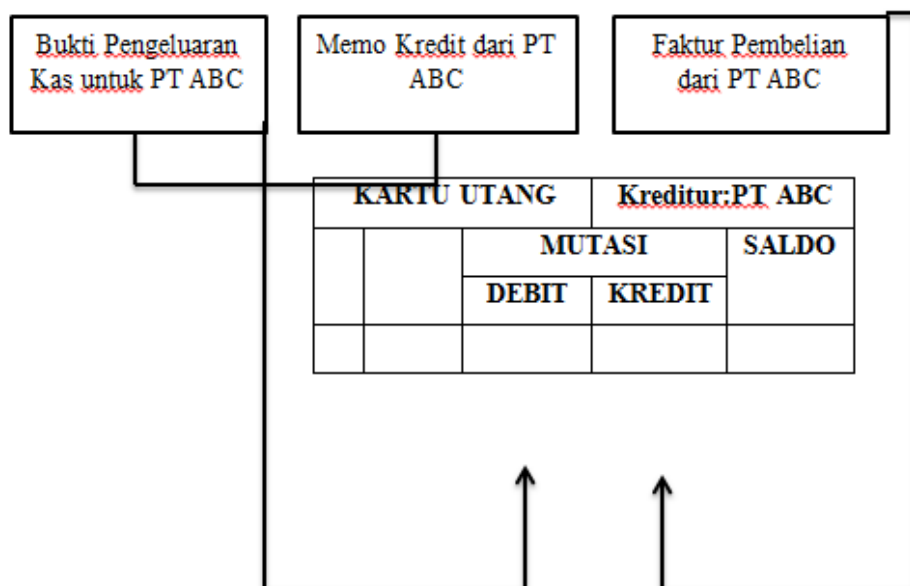 Bukti Pengeluaran
Kas untuk PT ABC
Memo Kredit dari PT
ABC
Faktur Pembelian
dari PT ABC
KARTU UTANG
Kreditur:PT ABC
MUTASI
SALDO
DEBIT
KREDIT